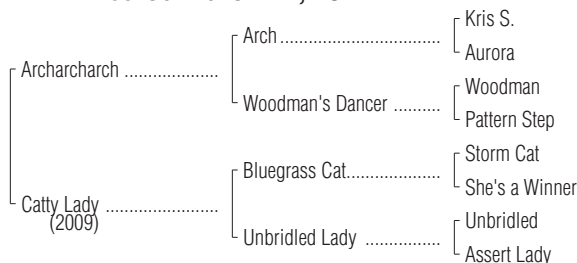 Kris S.
Arch
Aurora
Archarcharch
Woodman
Woodman's Dancer
Pattern Step
Storm Cat
Bluegrass Cat
She's a Winner
Catty Lady
(2009)
Unbridled
Unbridled Lady
Assert Lady